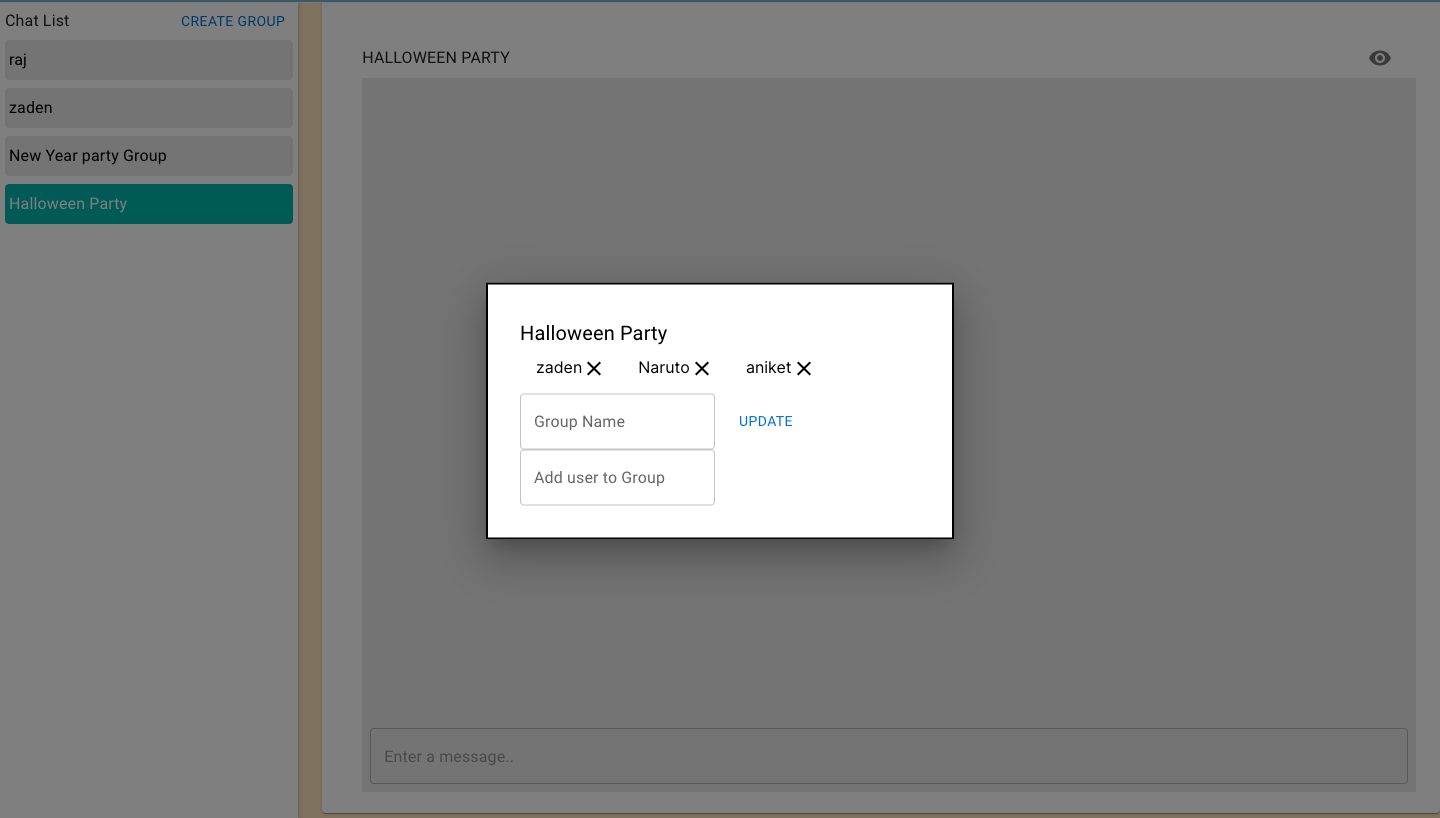 Chat List CREATE GROUP
raj
zaden
New Year party Group
Halloween Party
HALLOWEEN PARTY
Halloween Party
zaden Naruto aniket
Group Name UPDATE
Add user to Group
Enter a message..